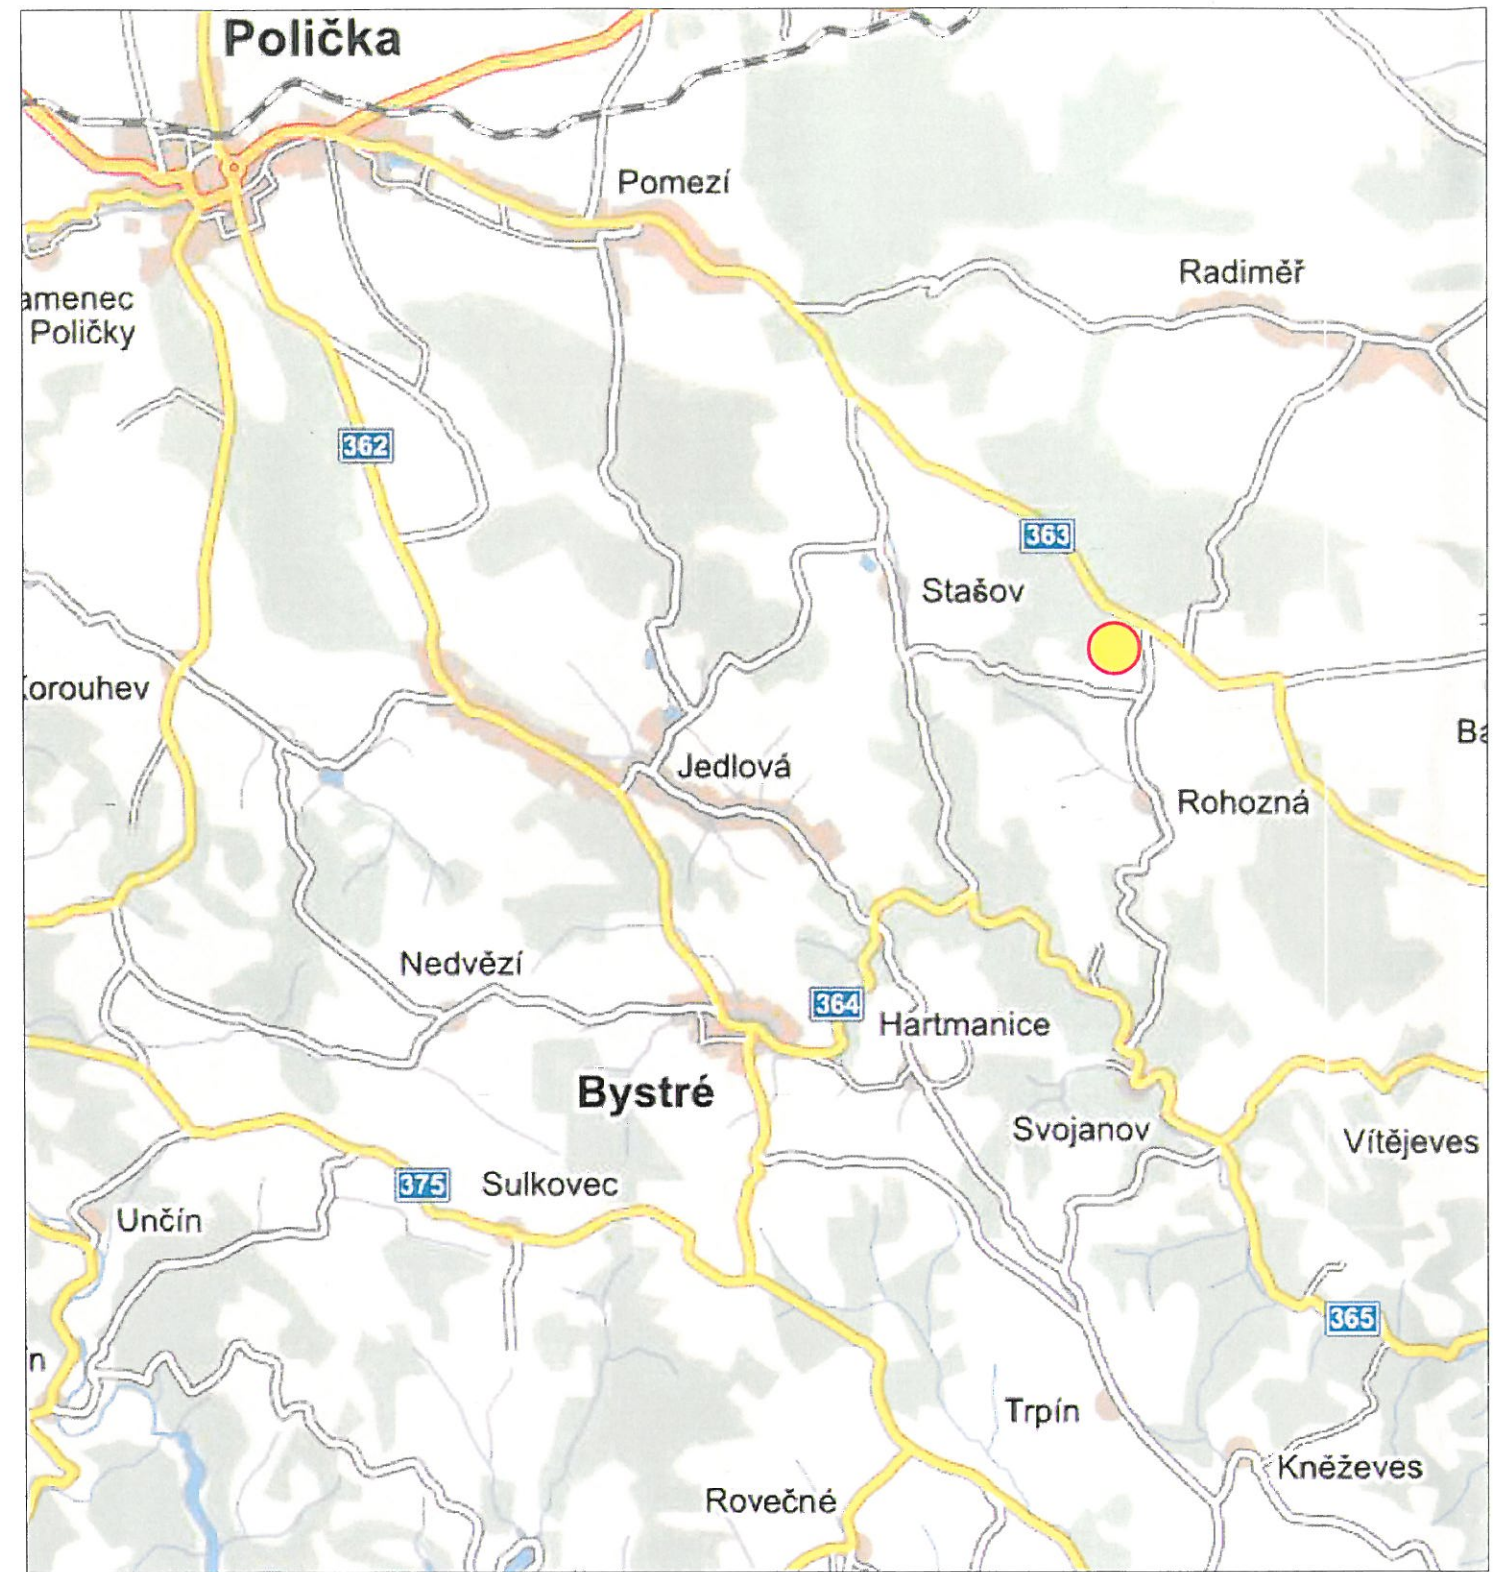 Polička
Pomezí
Radiměř
amenec
Poličky
362
363
Stašov
orouhev
Jedlová
Rohozná
Nedvězí
364
Hartmanice
Bystré
Svojanov
Vítějeves
375
Sulkovec
Unčín
365
n
Trpín
Kněževes
Rovečné